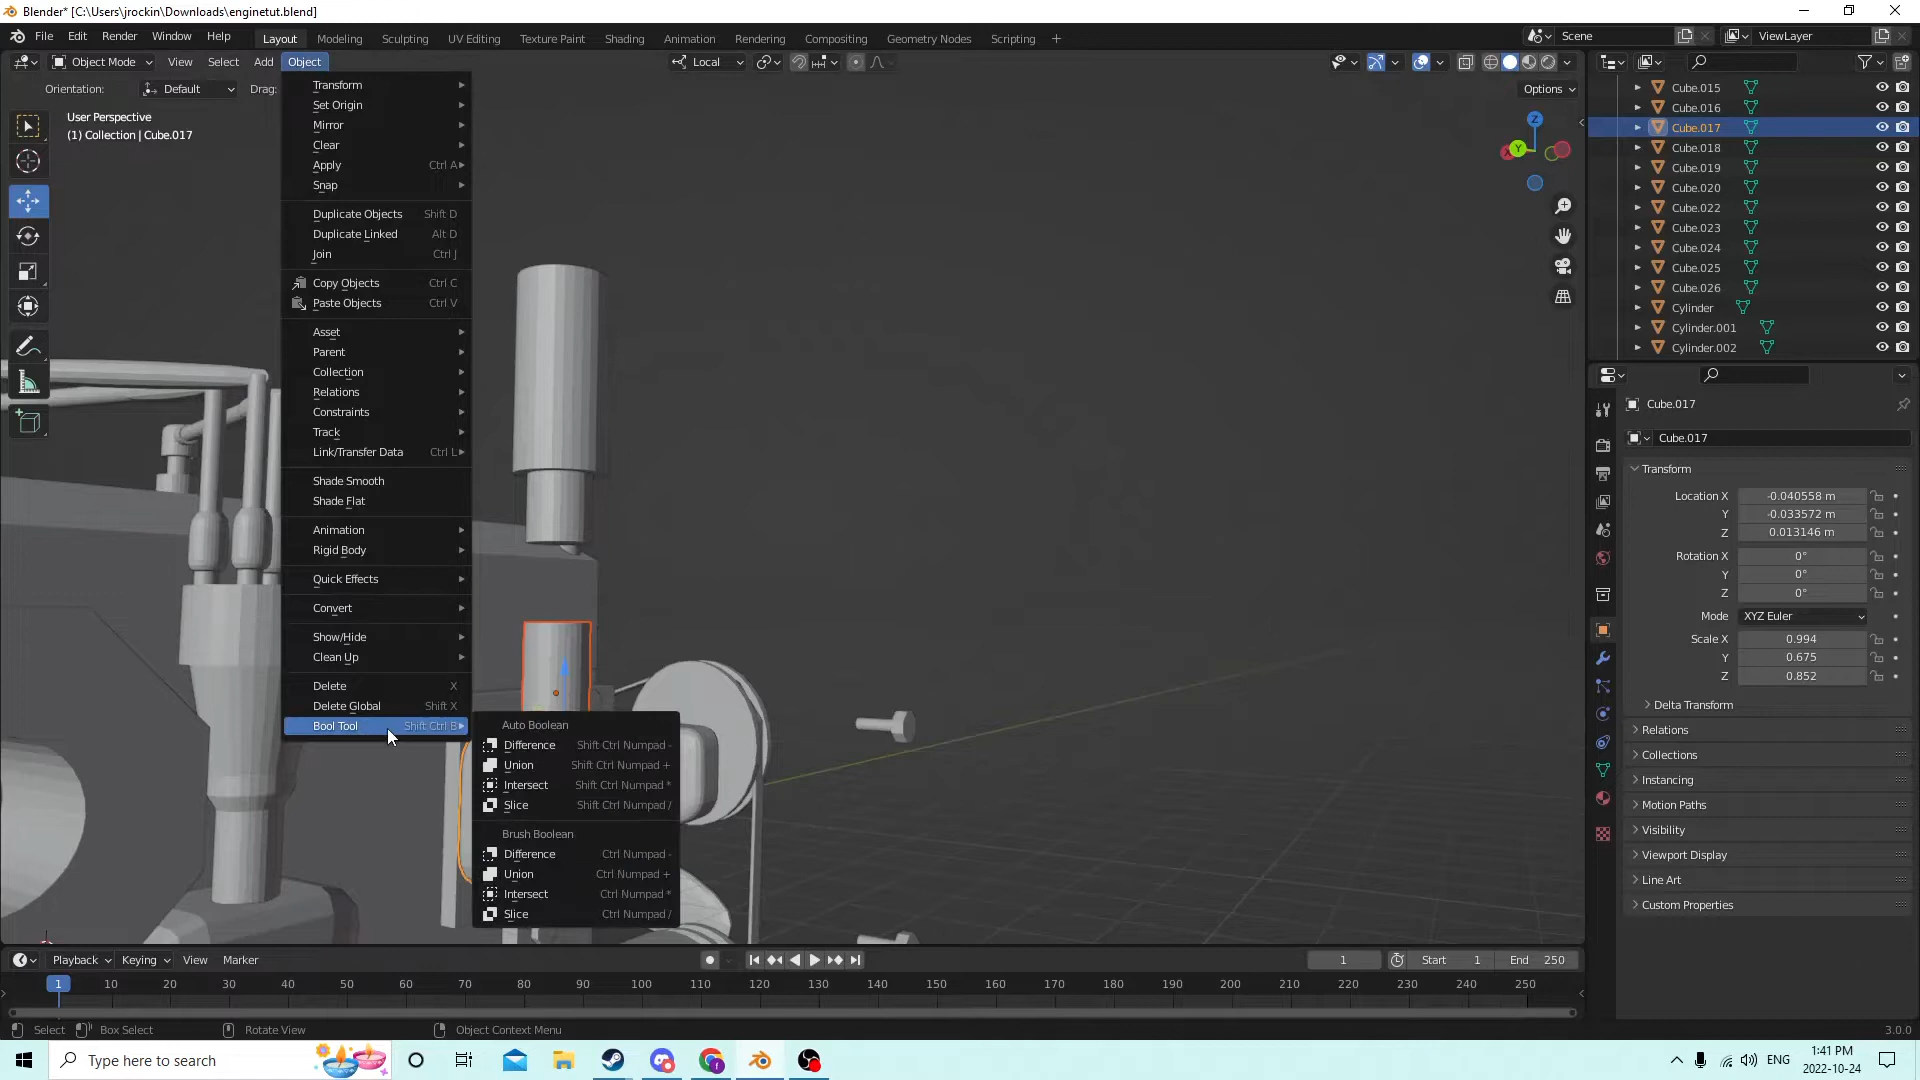 Blender* [C:\Users\jrockin\Downloads\enginetut.blend]
File Edit Render Window Help
Layout Modeling Sculpting UV Editing Texture Paint Shading Animation Rendering Compositing Geometry Nodes Scripting +
Scene
ViewLayer
Object Mode View Select Add Object
Local
Orientation: Default Drag:
Options
User Perspective
(1) Collection | Cube.017
Transform
Set Origin
Mirror
Clear
Apply Ctrl A
Snap
Duplicate Objects Shift D
Duplicate Linked Alt D
Join Ctrl J
Copy Objects Ctrl C
Paste Objects Ctrl V
Asset
Parent
Collection
Relations
Constraints
Track
Link/Transfer Data Ctrl L
Shade Smooth
Shade Flat
Animation
Rigid Body
Quick Effects
Convert
Show/Hide
Clean Up
Delete X
Delete Global Shift X
Bool Tool Shift Ctrl B
Auto Boolean
Difference Shift Ctrl Numpad -
Union Shift Ctrl Numpad +
Intersect Shift Ctrl Numpad *
Slice Shift Ctrl Numpad /
Brush Boolean
Difference Ctrl Numpad -
Union Ctrl Numpad +
Intersect Ctrl Numpad *
Slice Ctrl Numpad /
Z
Y
X
Cube.015
Cube.016
Cube.017
Cube.018
Cube.019
Cube.020
Cube.022
Cube.023
Cube.024
Cube.025
Cube.026
Cylinder
Cylinder.001
Cylinder.002
Cube.017
Cube.017
Transform
Location X -0.040558 m
Y -0.033572 m
Z 0.013146 m
Rotation X 0°
Y 0°
Z 0°
Mode XYZ Euler
Scale X 0.994
Y 0.675
Z 0.852
Delta Transform
Relations
Collections
Instancing
Motion Paths
Visibility
Viewport Display
Line Art
Custom Properties
Playback Keying View Marker
1 Start 1 End 250
1 10 20 30 40 50 60 70 80 90 100 110 120 130 140 150 160 170 180 190 200 210 220 230 240 250
Select Box Select Rotate View Object Context Menu
3.0.0
Type here to search
ENG
1:41 PM
2022-10-24